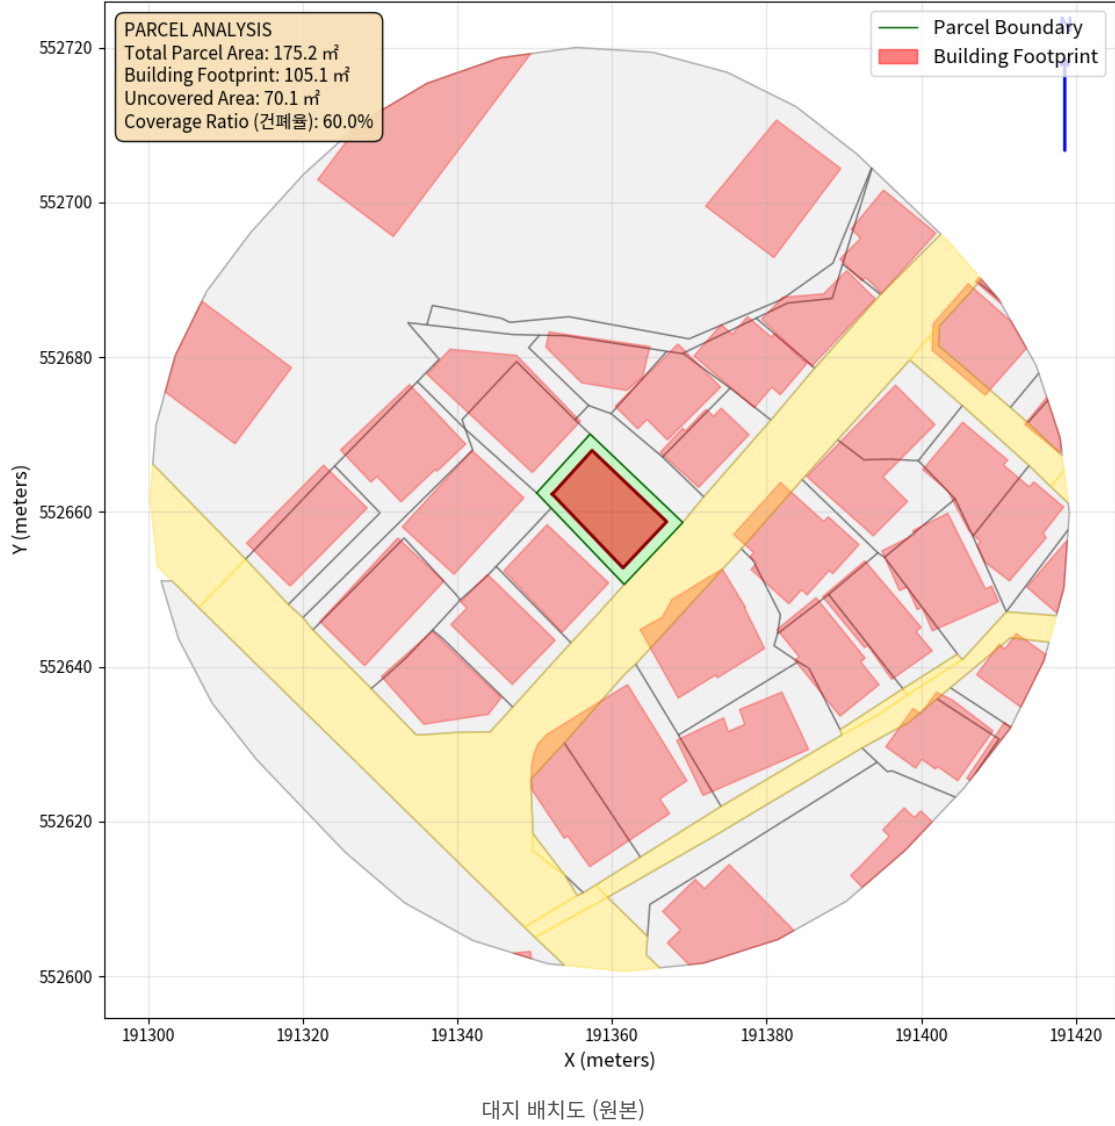 PARCEL ANALYSIS
Total Parcel Area: 175.2 ㎡
Building Footprint: 105.1 ㎡
Uncovered Area: 70.1 ㎡
Coverage Ratio (건폐율): 60.0%
N
Parcel Boundary
Building Footprint
552720
552700
552680
552660
552640
552620
552600
Y (meters)
191300 191320 191340 191360 191380 191400 191420
X (meters)
대지 배치도 (원본)